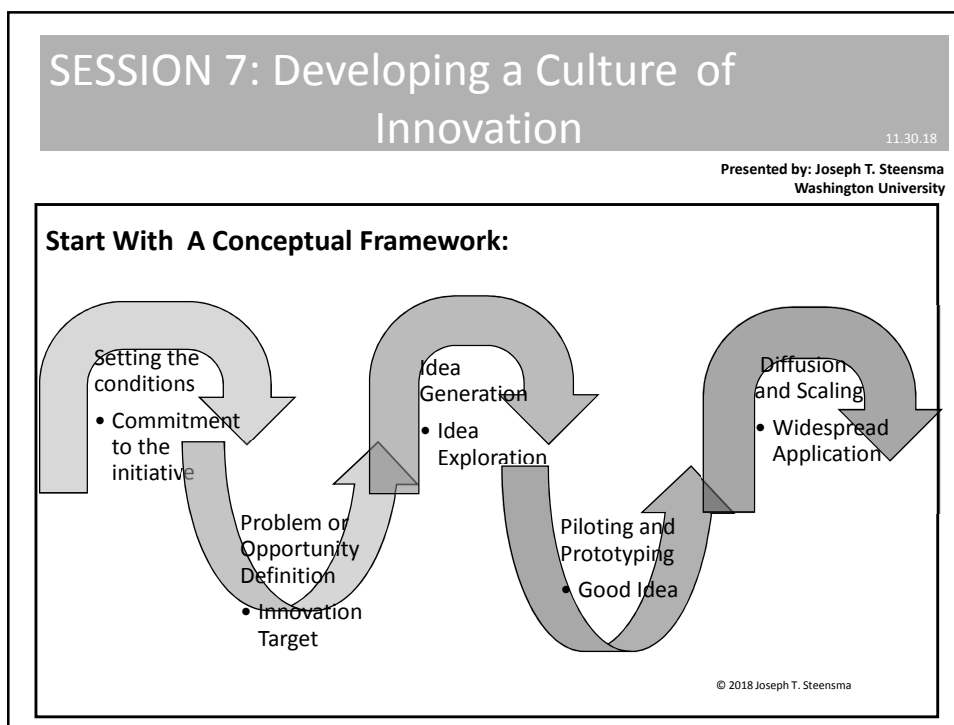 SESSION 7: Developing a Culture of
Innovation
11.30.18
Presented by: Joseph T. Steensma
Washington University
Start With A Conceptual Framework:
Setting the
conditions
• Commitment
to the
initiative
Problem or
Opportunity
Definition
• Innovation
Target
Idea
Generation
• Idea
Exploration
Piloting and
Prototyping
• Good Idea
Diffusion
and Scaling
• Widespread
Application
© 2018 Joseph T. Steensma